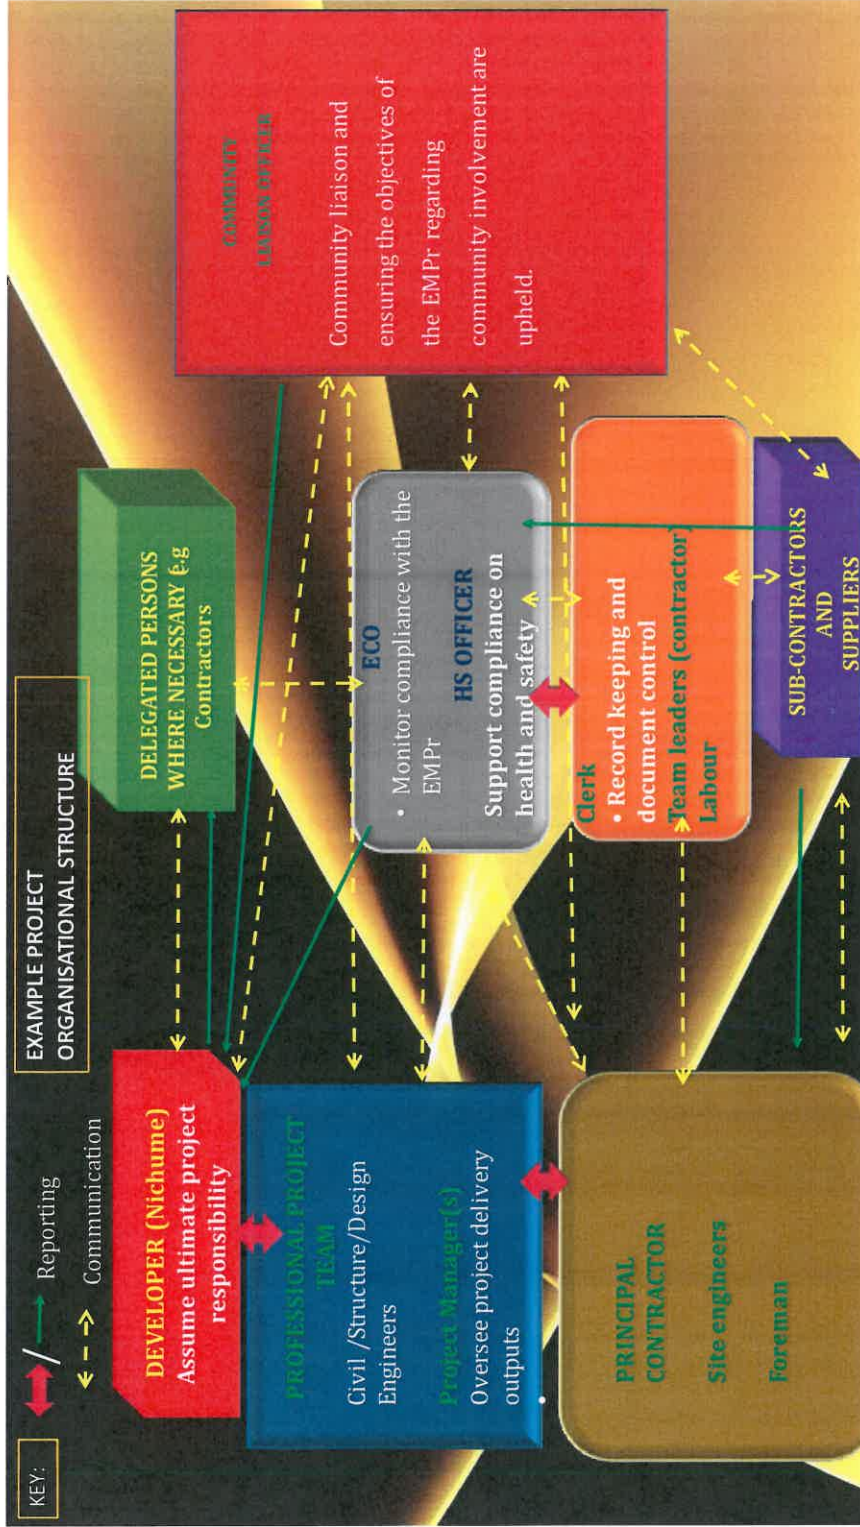 KEY:
/ Reporting
Communication
EXAMPLE PROJECT
ORGANISATIONAL STRUCTURE
DEVELOPER (Nichume)
Assume ultimate project
responsibility
DELEGATED PERSONS
WHERE NECESSARY (e.g
Contractors
PROFESSIONAL PROJECT
TEAM
Civil /Structure/Design
Engineers
Project Manager(s)
Oversee project delivery
outputs
•
ECO
• Monitor compliance with the
EMPr
HS OFFICER
Support compliance on
health and safety
COMMUNITY
LIAISON OFFICER
Community liaison and
ensuring the objectives of
the EMPr regarding
community involvement are
upheld.
PRINCIPAL
CONTRACTOR
Site engineers
Foreman
Clerk
• Record keeping and
document control
Team leaders (contractor)
Labour
SUB-CONTRACTORS
AND
SUPPLIERS